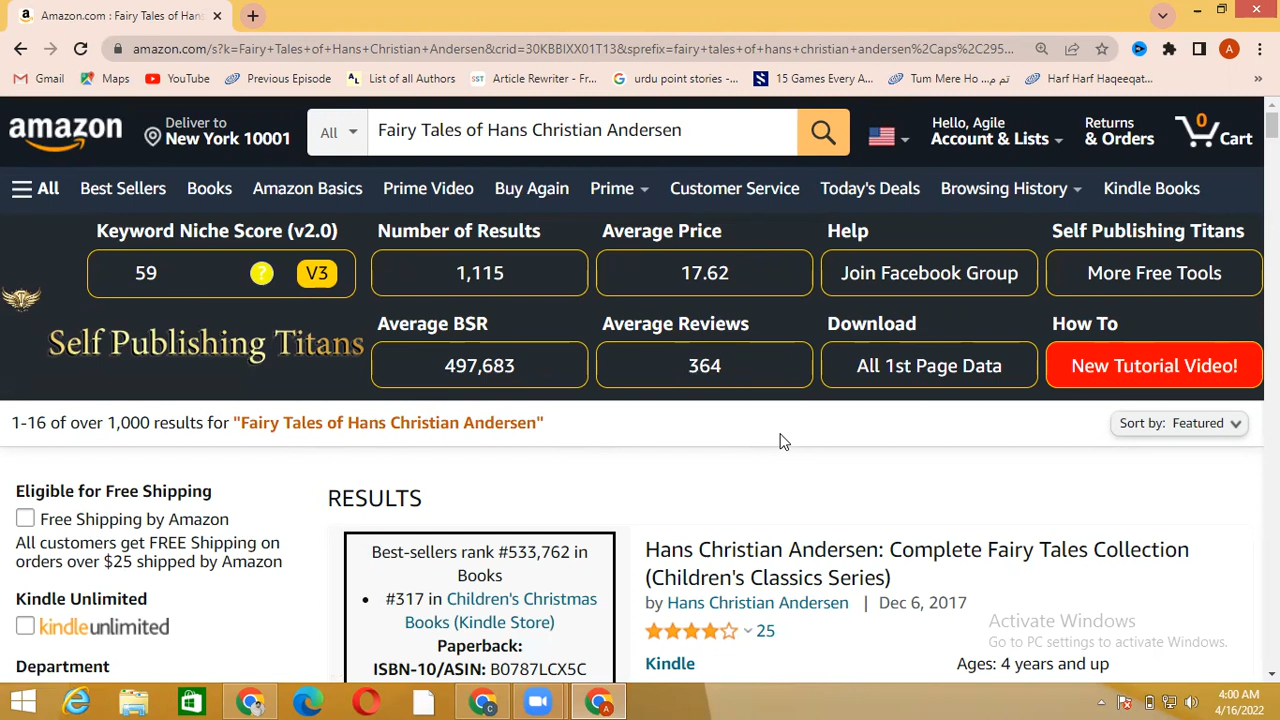 Amazon.com : Fairy Tales of Hans
amazon.com/s?k=Fairy+Tales+of+Hans+Christian+Andersen&crid=30KBBIXX01T13&sprefix=fairy+tales+of+hans+christian+andersen%2Caps%2C295...
A
Gmail Maps YouTube Previous Episode List of all Authors Article Rewriter - Fr... urdu point stories -... 15 Games Every A... Tum Mere Ho ... تم م... Harf Harf Haqeeqat... »
amazon
Deliver to
New York 10001
All
Fairy Tales of Hans Christian Andersen
Hello, Agile
Account & Lists
Returns
& Orders
0
Cart
All Best Sellers Books Amazon Basics Prime Video Buy Again Prime Customer Service Today's Deals Browsing History Kindle Books
Keyword Niche Score (v2.0) Number of Results Average Price Help Self Publishing Titans
59 ? V3 1,115 17.62 Join Facebook Group More Free Tools
Average BSR Average Reviews Download How To
Self Publishing Titans 497,683 364 All 1st Page Data New Tutorial Video!
1-16 of over 1,000 results for "Fairy Tales of Hans Christian Andersen"
Sort by: Featured
Eligible for Free Shipping
Free Shipping by Amazon
All customers get FREE Shipping on
orders over $25 shipped by Amazon
Kindle Unlimited
kindleunlimited
Department
RESULTS
Best-sellers rank #533,762 in
Books
• #317 in Children's Christmas
Books (Kindle Store)
Paperback:
ISBN-10/ASIN: B0787LCX5C
Hans Christian Andersen: Complete Fairy Tales Collection
(Children's Classics Series)
by Hans Christian Andersen | Dec 6, 2017
25
Kindle
Ages: 4 years and up
Activate Windows
Go to PC settings to activate Windows.
4:00 AM
4/16/2022